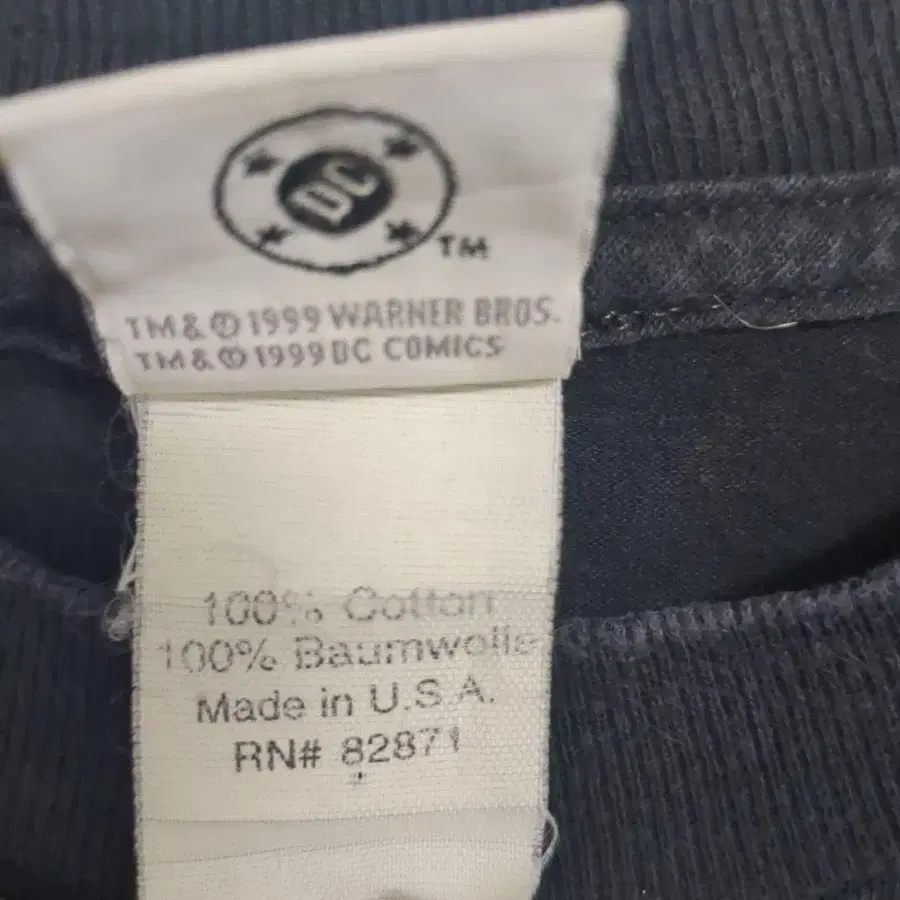 DC
TM
TM & © 1999 WARNER BROS.
TM & © 1999 DC COMICS
100% Cotton
100% Baumwolle
Made in U.S.A.
RN# 82871